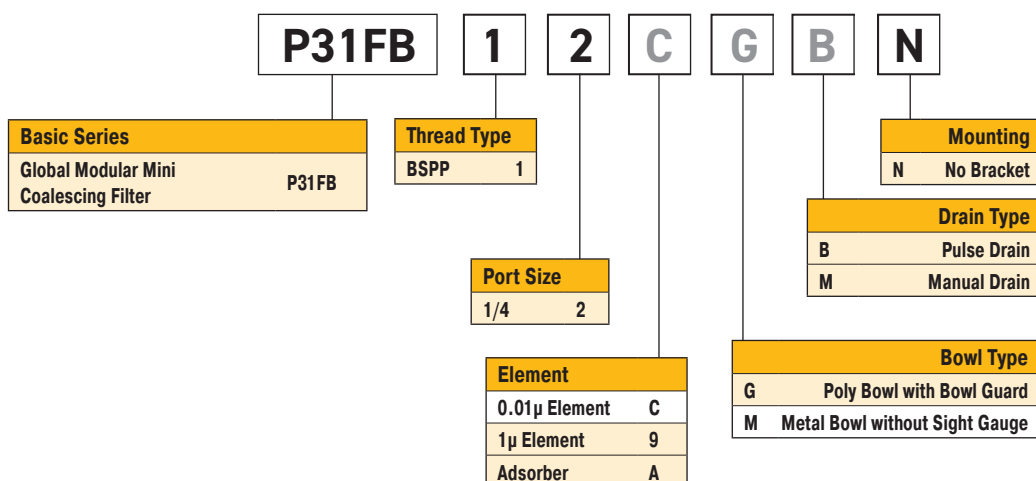 P31FB 1 2 C G B N
Basic Series
Global Modular Mini
Coalescing Filter P31FB
Thread Type
BSPP 1
Port Size
1/4 2
Element
0.01µ Element C
1µ Element 9
Adsorber A
Mounting
N No Bracket
Drain Type
B Pulse Drain
M Manual Drain
Bowl Type
G Poly Bowl with Bowl Guard
M Metal Bowl without Sight Gauge